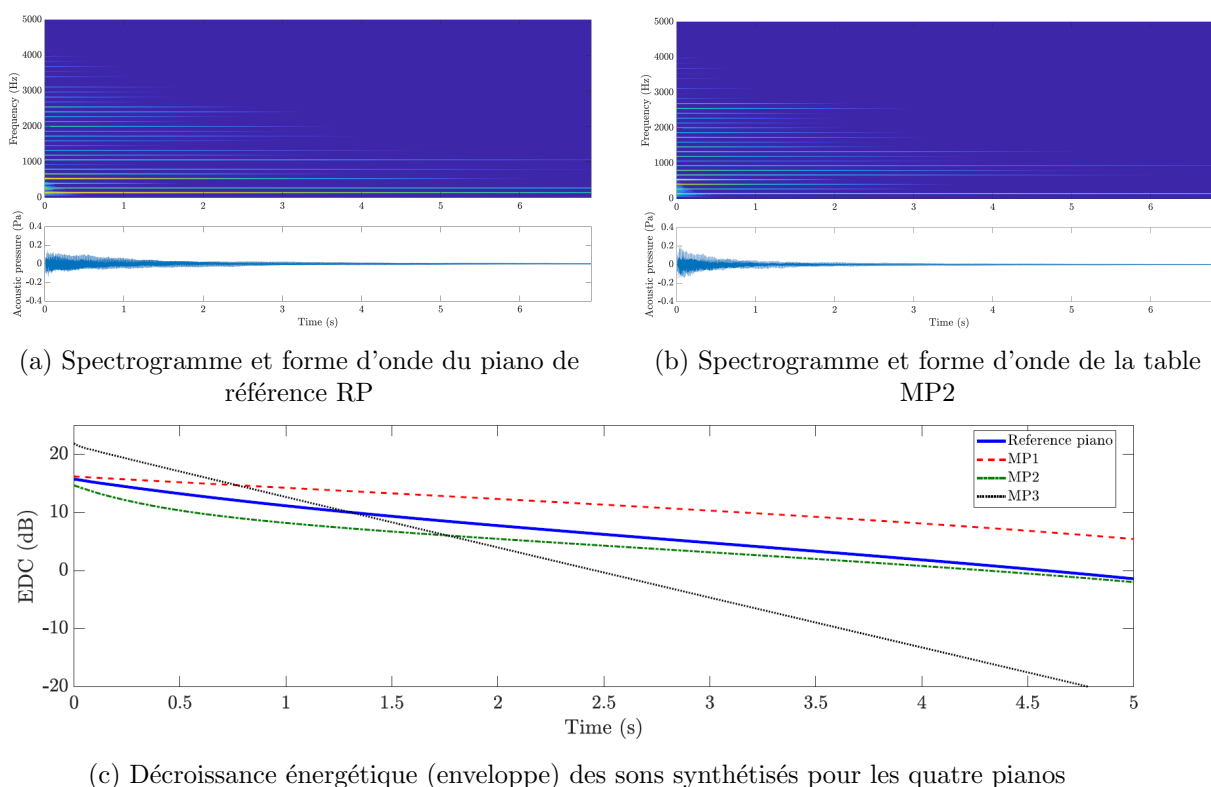 5000
4000
3000
2000
1000
0
Frequency (Hz)
0 1 2 3 4 5 6
0.4
0.2
0
-0.2
-0.4
Acoustic pressure (Pa)
0 1 2 3 4 5 6
Time (s)
(a) Spectrogramme et forme d'onde du piano de
référence RP
5000
4000
3000
2000
1000
0
Frequency (Hz)
0 1 2 3 4 5 6
0.4
0.2
0
-0.2
-0.4
Acoustic pressure (Pa)
0 1 2 3 4 5 6
Time (s)
(b) Spectrogramme et forme d'onde de la table
MP2
20
10
0
-10
-20
EDC (dB)
Reference piano
MP1
MP2
MP3
0 0.5 1 1.5 2 2.5 3 3.5 4 4.5 5
Time (s)
(c) Décroissance énergétique (enveloppe) des sons synthétisés pour les quatre pianos